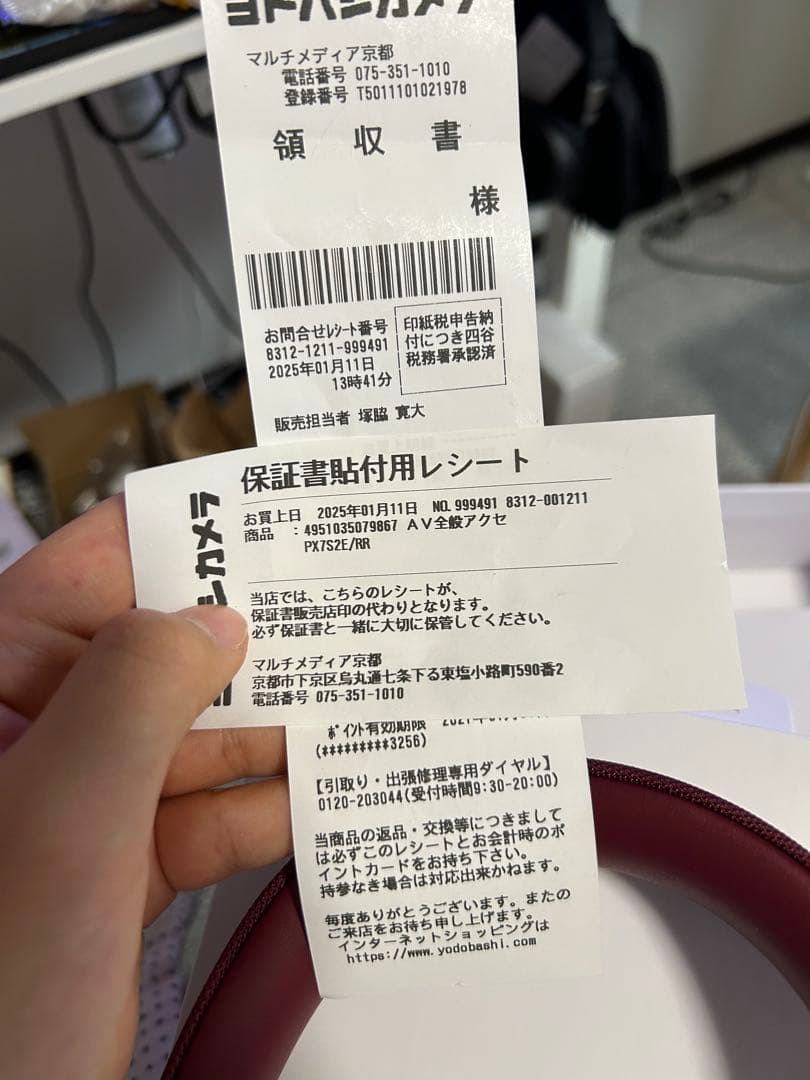 ヨドバシカメラ
マルチメディア京都
電話番号 075-351-1010
登録番号 T5011101021978
領 収 書
様
お問合せﾚｼｰﾄ番号
8312-1211-999491
2025年01月11日
13時41分
印紙税申告納
付につき四谷
税務署承認済
販売担当者 塚脇 寛大
保証書貼付用レシート
お買上日 2025年01月11日 NO. 999491 8312-001211
商品 : 4951035079867 AV全般アクセ
PX7S2E/RR
当店では、こちらのレシートが、
保証書販売店印の代わりとなります。
必ず保証書と一緒に大切に保管してください。
マルチメディア京都
京都市下京区烏丸通七条下る東塩小路町590番2
電話番号 075-351-1010
カメラ
ﾎﾟｲﾝﾄ有効期限
(*********3256)
【引取り・出張修理専用ダイヤル】
0120-203044(受付時間9:30-20:00)
当商品の返品・交換等につきまして
は必ずこのレシートとお会計時のポ
イントカードをお持ち下さい。
持参なき場合は対応出来かねます。
毎度ありがとうございます。またの
ご来店をお待ち申し上げます。
インターネットショッピングは
https://www.yodobashi.com